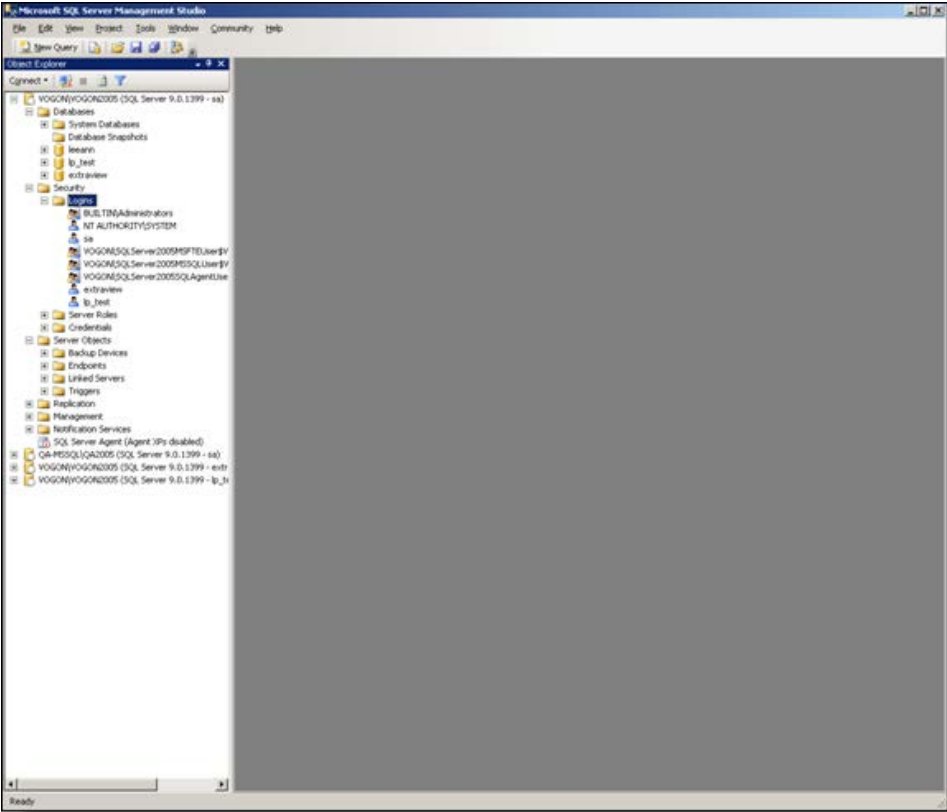 Microsoft SQL Server Management Studio
File Edit View Project Tools Window Community Help
New Query
Object Explorer
Connect
VOGON\VOGON2005 (SQL Server 9.0.1399 - sa)
Databases
System Databases
Database Snapshots
leeann
lp_test
extraview
Security
Logins
BUILTIN\Administrators
NT AUTHORITY\SYSTEM
sa
VOGON\SQLServer2005MSFTEUser$V
VOGON\SQLServer2005MSSQLUser$V
VOGON\SQLServer2005SQLAgentUse
extraview
lp_test
Server Roles
Credentials
Server Objects
Backup Devices
Endpoints
Linked Servers
Triggers
Replication
Management
Notification Services
SQL Server Agent (Agent XPs disabled)
QA-MSSQL\QA2005 (SQL Server 9.0.1399 - sa)
VOGON\VOGON2005 (SQL Server 9.0.1399 - extr
VOGON\VOGON2005 (SQL Server 9.0.1399 - lp_te
Ready